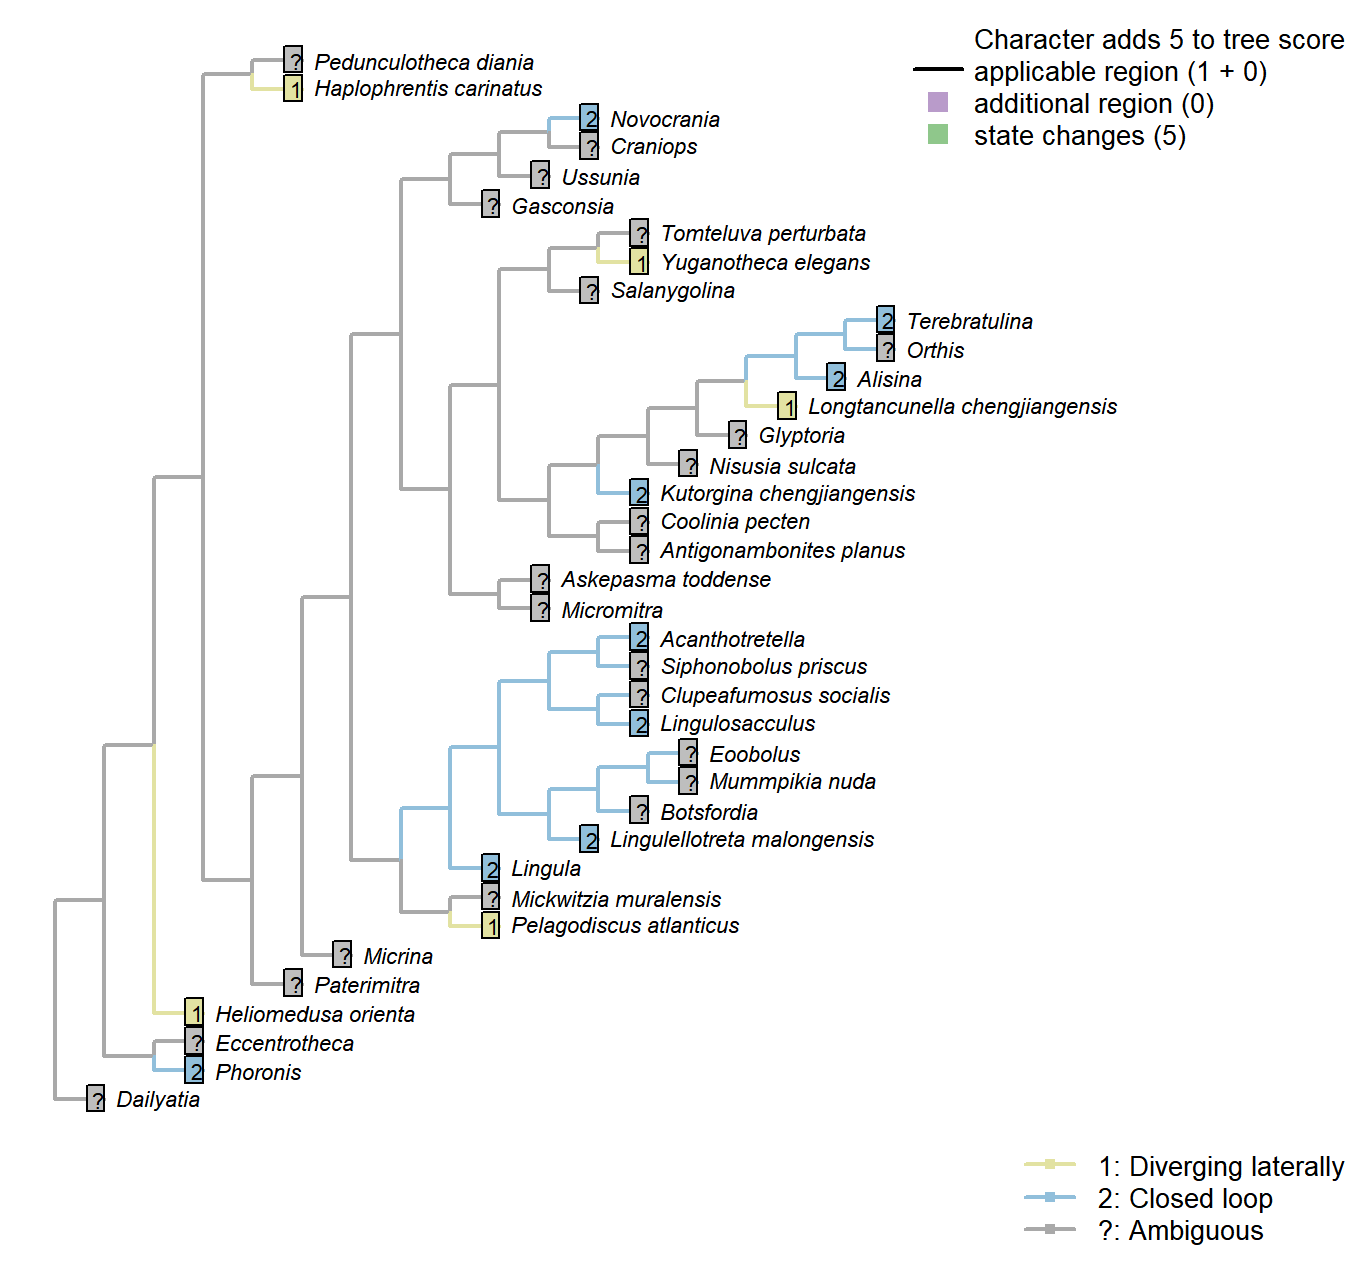 Character adds 5 to tree score
applicable region (1 + 0)
additional region (0)
state changes (5)
? Pedunculotheca diania
1 Haplophrentis carinatus
2 Novocrania
? Craniops
? Ussunia
? Gasconsia
? Tomteluva perturbata
1 Yuganotheca elegans
? Salanygolina
2 Terebratulina
? Orthis
2 Alisina
1 Longtancunella chengjiangensis
? Glyptoria
? Nisusia sulcata
2 Kutorgina chengjiangensis
? Coolinia pecten
? Antigonambonites planus
? Askepasma toddense
? Micromitra
2 Acanthotretella
? Siphonobolus priscus
? Clupeafumosus socialis
2 Lingulosacculus
? Eoobolus
? Mummpikia nuda
? Botsfordia
2 Lingulellotreta malongensis
2 Lingula
? Mickwitzia muralensis
1 Pelagodiscus atlanticus
? Micrina
? Paterimitra
1 Heliomedusa orienta
? Eccentrotheca
2 Phoronis
? Dailyatia
1: Diverging laterally
2: Closed loop
?: Ambiguous